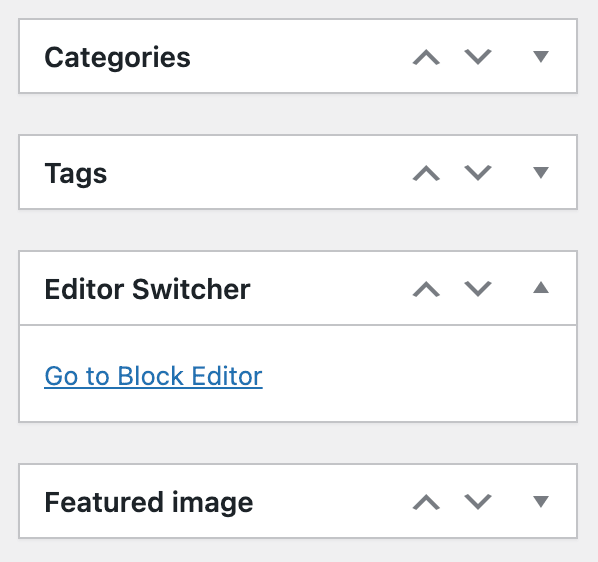 Categories
Tags
Editor Switcher
Go to Block Editor
Featured image